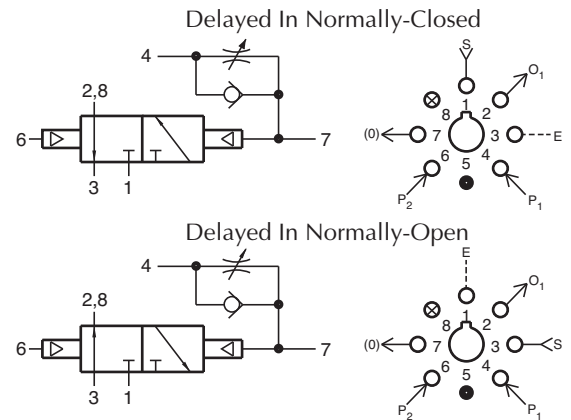 Delayed In Normally-Closed
4
2,8
6
7
3 1
S
O1
1
8 2
(0) 7 3 E
6 4
5
P2 P1
Delayed In Normally-Open
4
2,8
6
7
3 1
E
O1
1
8 2
(0) 7 3 S
6 4
5
P2 P1